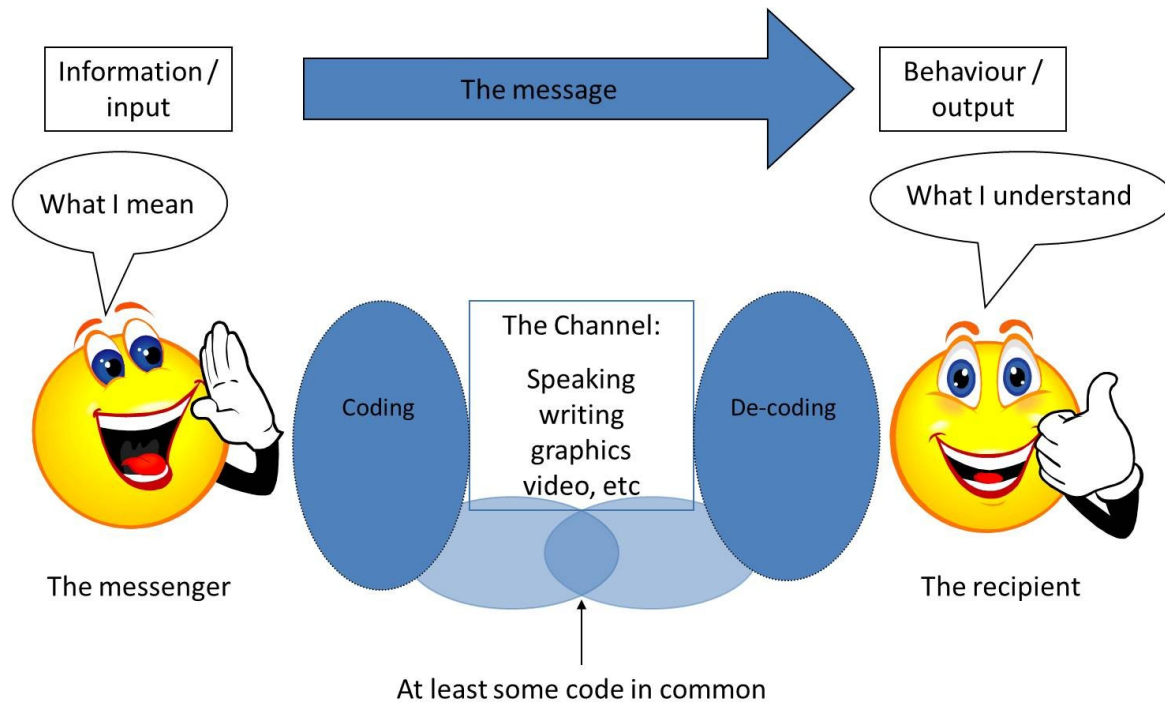 Information /
input
The message
Behaviour /
output
What I mean
What I understand
The Channel:
Speaking
writing
graphics
video, etc
Coding
De-coding
The messenger
The recipient
At least some code in common